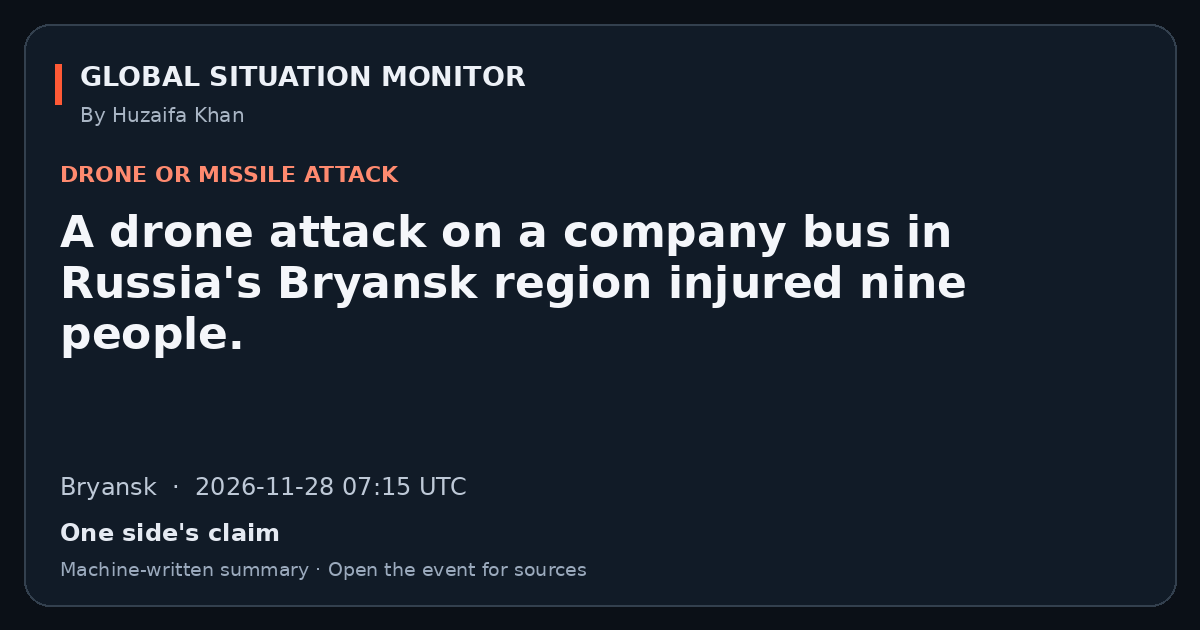 GLOBAL SITUATION MONITOR
By Huzaifa Khan
DRONE OR MISSILE ATTACK
A drone attack on a company bus in
Russia's Bryansk region injured nine
people.
Bryansk · 2026-11-28 07:15 UTC
One side's claim
Machine-written summary · Open the event for sources